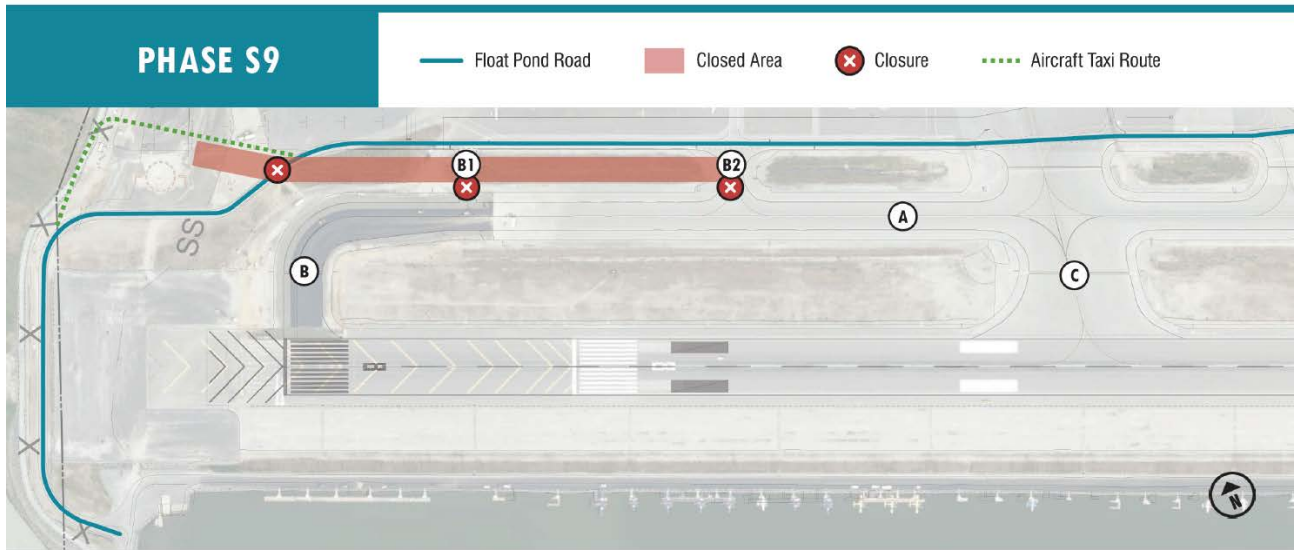 PHASE S9
Float Pond Road
Closed Area
Closure
Aircraft Taxi Route
B1
B2
A
SS
B
C
N